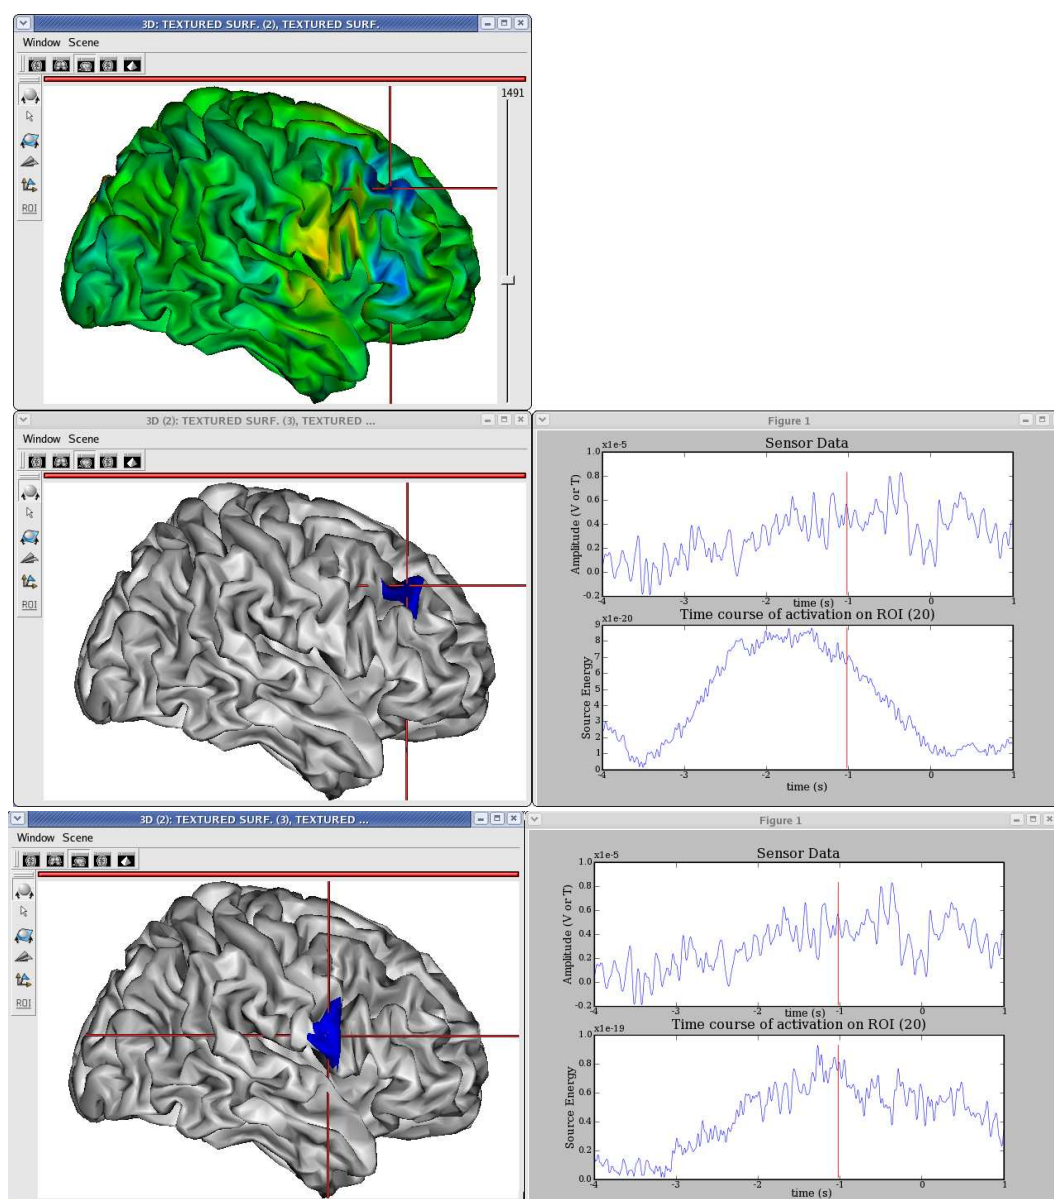 3D: TEXTURED SURF. (2), TEXTURED SURF.
Window Scene
1491
ROI
3D (2): TEXTURED SURF. (3), TEXTURED ...
Window Scene
ROI
Figure 1
Sensor Data
x1e-5
1.0
0.8
0.6
0.4
0.2
0.0
-0.2
Amplitude (V or T)
-4 -3 -2 -1 0 1
time (s)
Time course of activation on ROI (20)
x1e-20
9
8
7
6
5
4
3
2
1
0
Source Energy
-4 -3 -2 -1 0 1
time (s)
3D (2): TEXTURED SURF. (3), TEXTURED ...
Window Scene
ROI
Figure 1
Sensor Data
x1e-5
1.0
0.8
0.6
0.4
0.2
0.0
-0.2
Amplitude (V or T)
-4 -3 -2 -1 0 1
time (s)
Time course of activation on ROI (20)
x1e-19
1.0
0.8
0.6
0.4
0.2
0.0
Source Energy
-4 -3 -2 -1 0 1
time (s)